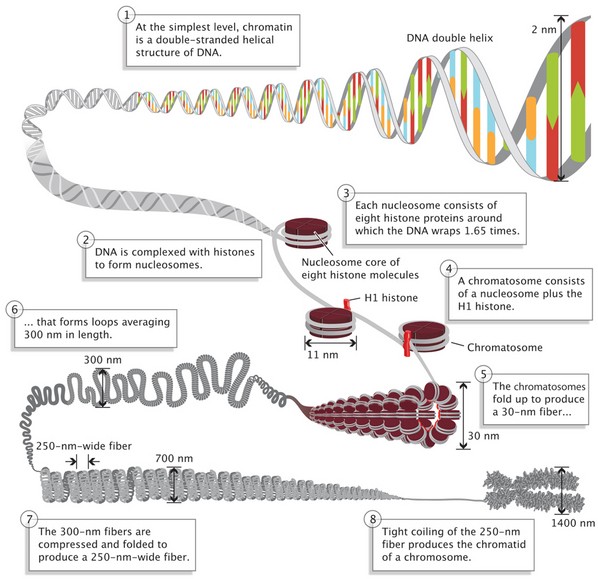 1
At the simplest level, chromatin
is a double-stranded helical
structure of DNA.
DNA double helix
2 nm
3
Each nucleosome consists of
eight histone proteins around
which the DNA wraps 1.65 times.
2
DNA is complexed with histones
to form nucleosomes.
Nucleosome core of
eight histone molecules
4
A chromatosome consists
of a nucleosome plus the
H1 histone.
H1 histone
6
... that forms loops averaging
300 nm in length.
Chromatosome
11 nm
300 nm
5
The chromatosomes
fold up to produce
a 30-nm fiber...
30 nm
250-nm-wide fiber
700 nm
1400 nm
7
The 300-nm fibers are
compressed and folded to
produce a 250-nm-wide fiber.
8
Tight coiling of the 250-nm
fiber produces the chromatid
of a chromosome.